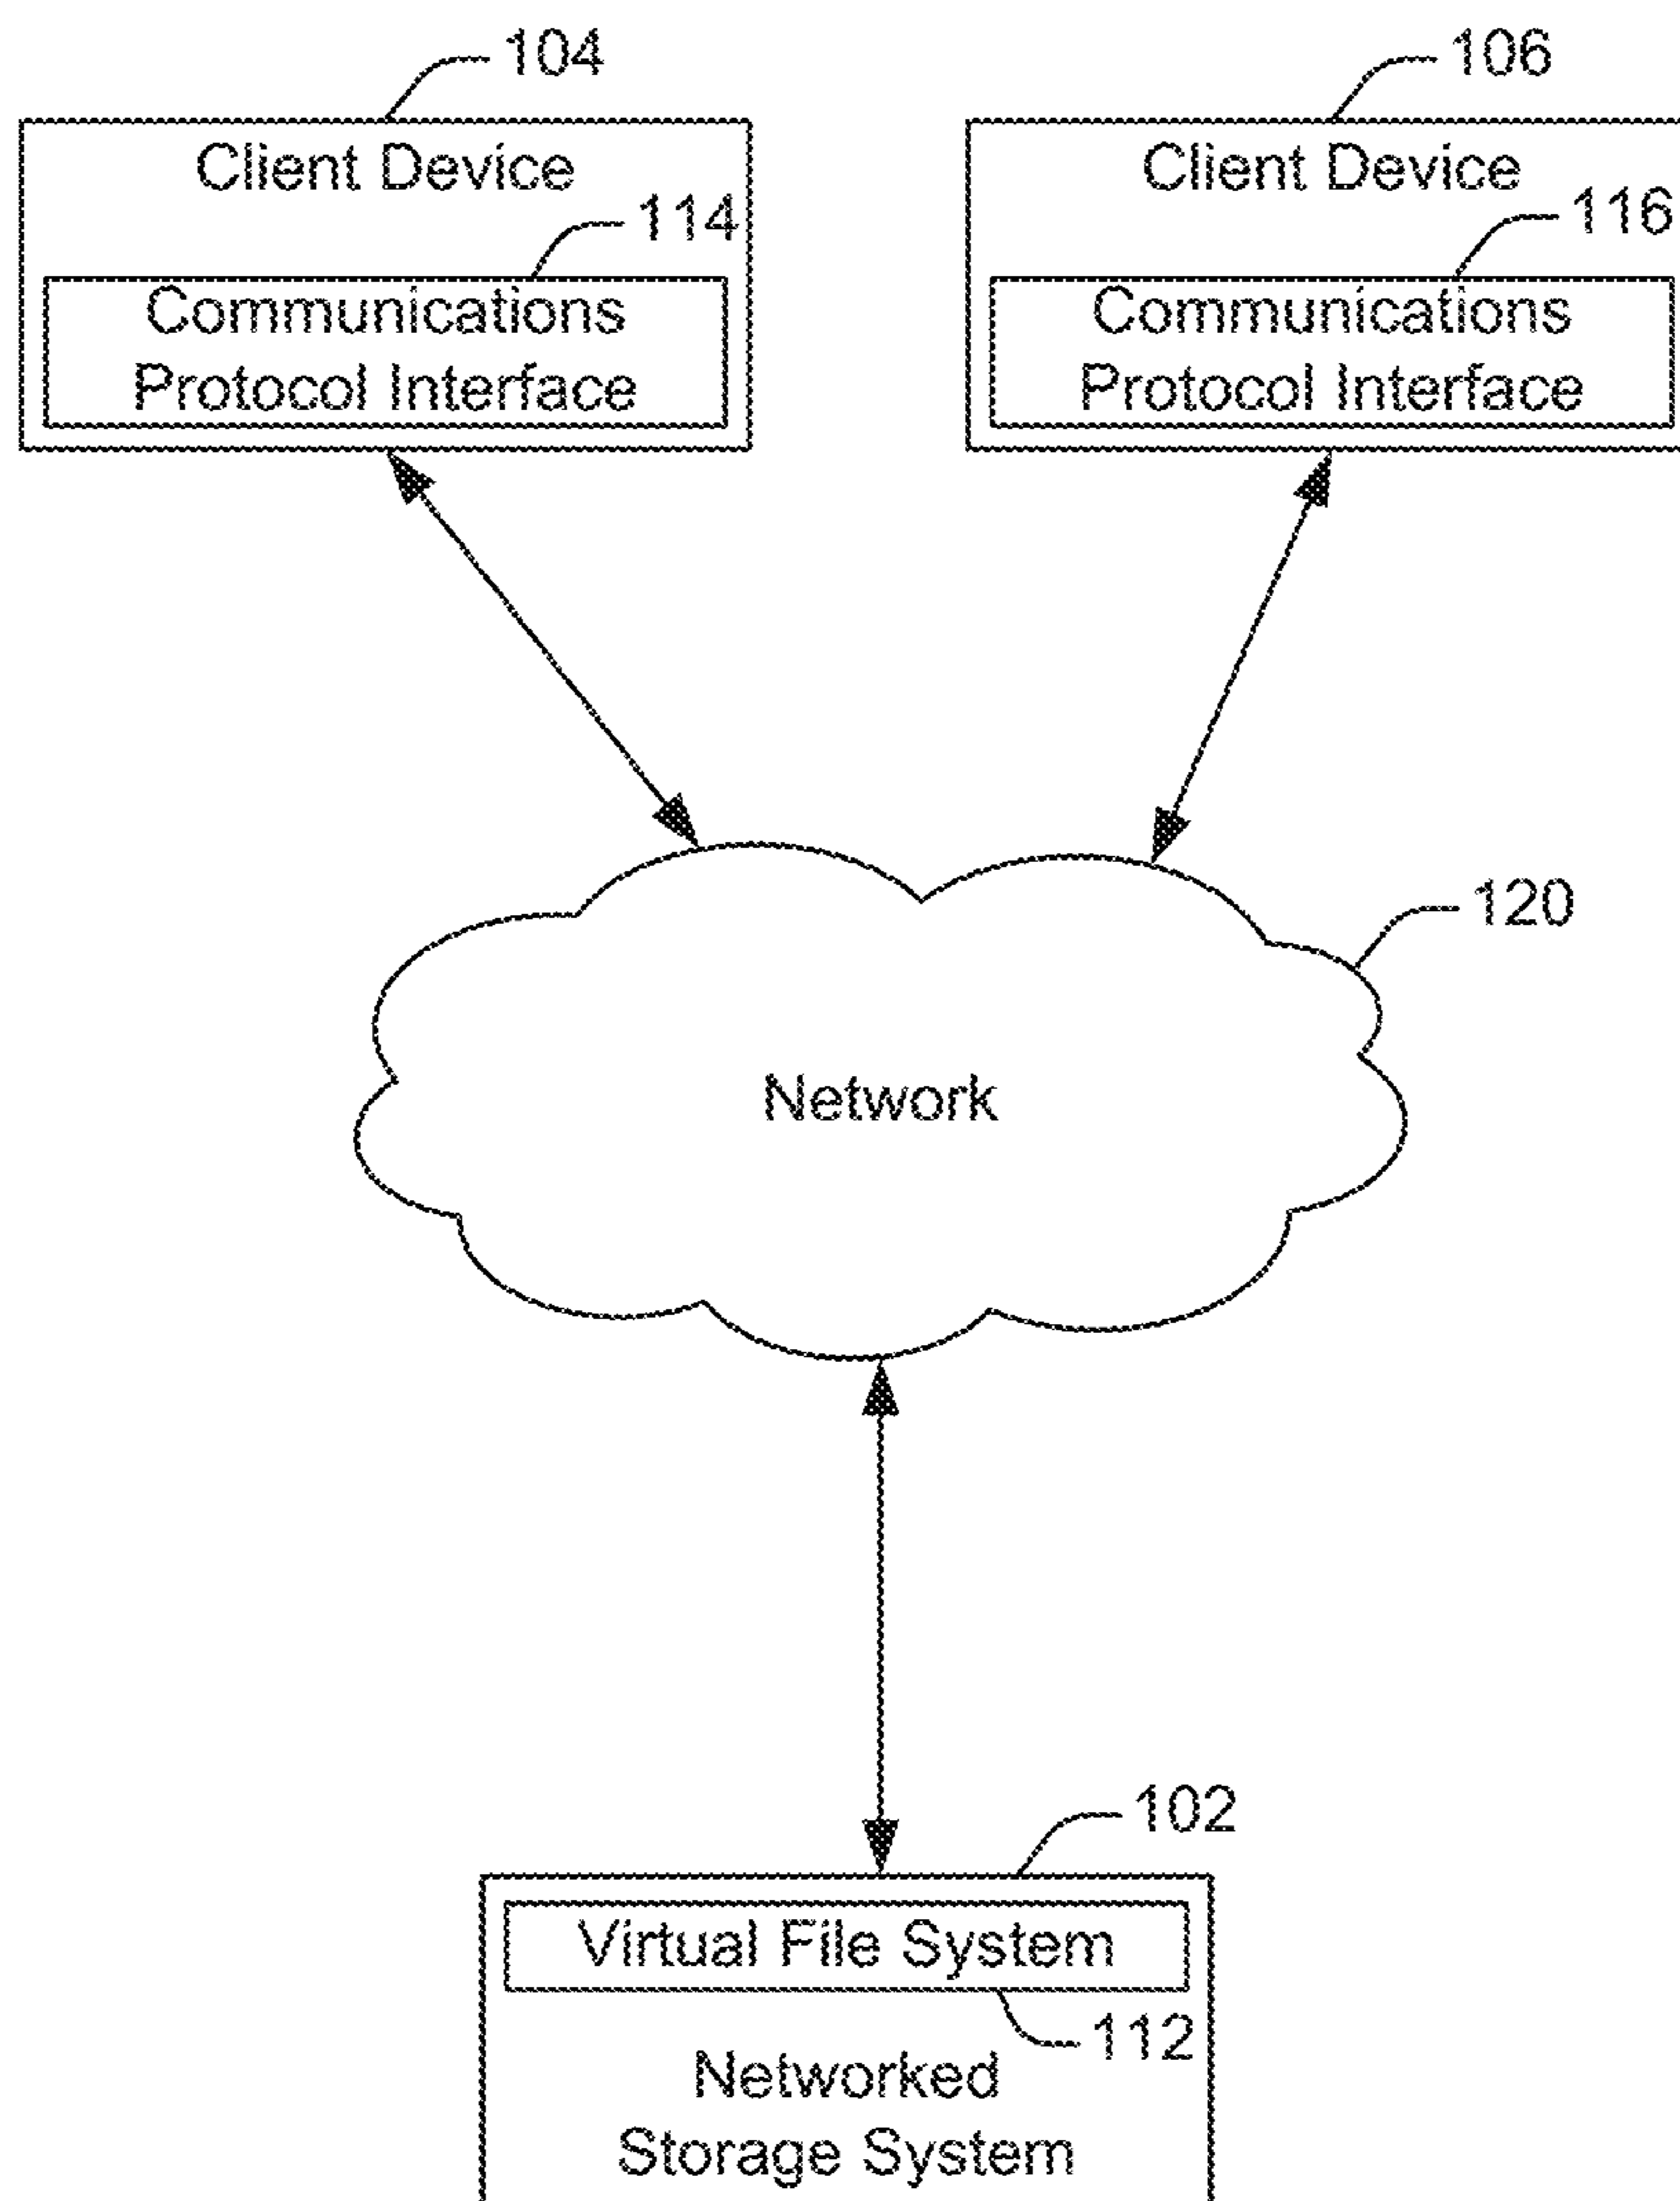 104
106
Client Device
Client Device
114
116
Communications
Protocol Interface
Communications
Protocol Interface
120
Network
102
Virtual File System
112
Networked
Storage System